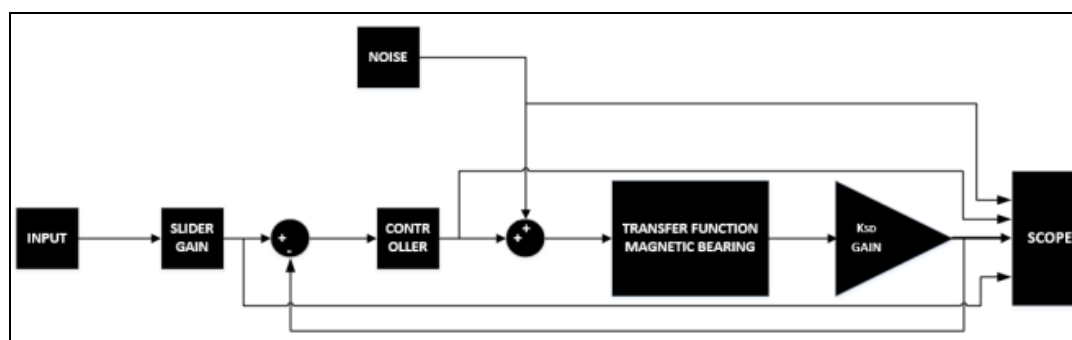 NOISE
INPUT
SLIDER
GAIN
+
-
CONTR
OLLER
+
+
TRANSFER FUNCTION
MAGNETIC BEARING
KSD
GAIN
SCOPE